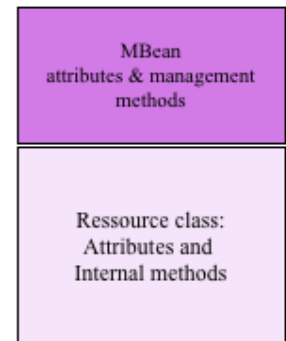 MBean
attributes & management
methods
Ressource class:
Attributes and
Internal methods